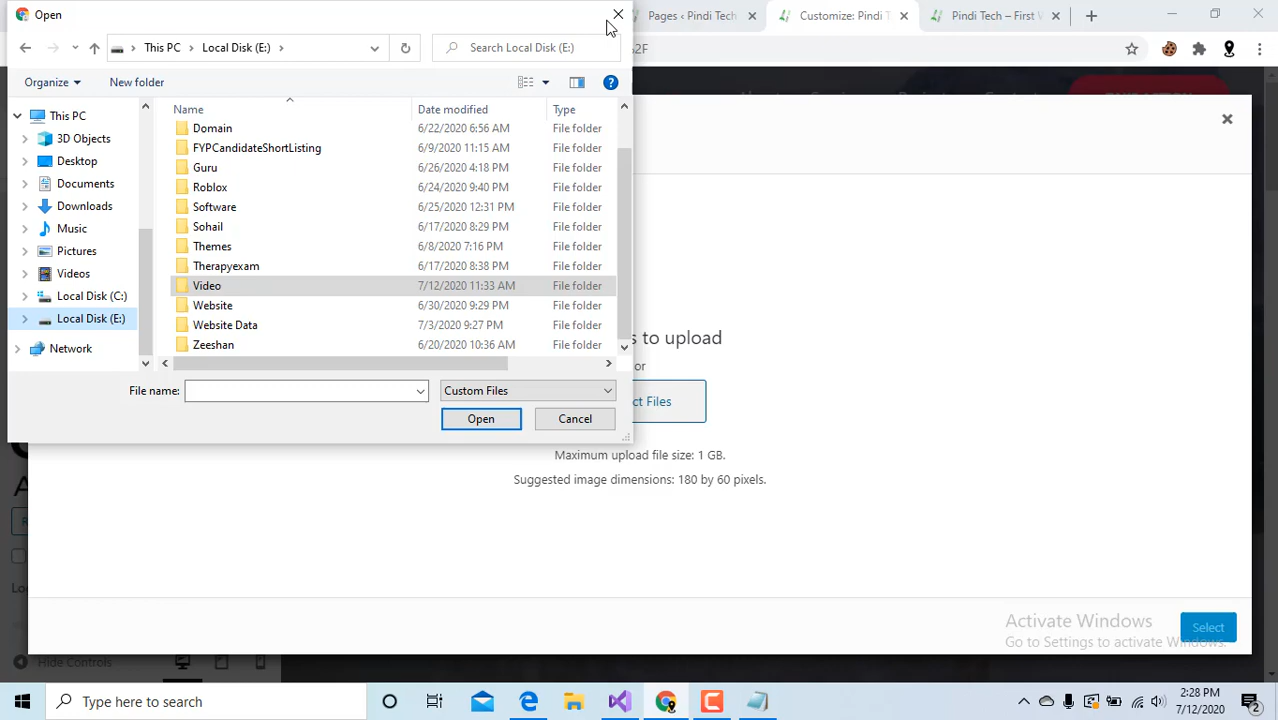 Open
Pages ‹ Pindi Tech
Customize: Pindi T
Pindi Tech – First W
This PC
Local Disk (E:)
Search Local Disk (E:)
2F
Organize
New folder
This PC
3D Objects
Desktop
Documents
Downloads
Music
Pictures
Videos
Local Disk (C:)
Local Disk (E:)
Network
Name
Date modified
Type
Domain
6/22/2020 6:56 AM
File folder
FYPCandidateShortListing
6/9/2020 11:15 AM
File folder
Guru
6/26/2020 4:18 PM
File folder
Roblox
6/24/2020 9:40 PM
File folder
Software
6/25/2020 12:31 PM
File folder
Sohail
6/17/2020 8:29 PM
File folder
Themes
6/8/2020 7:16 PM
File folder
Therapyexam
6/17/2020 8:38 PM
File folder
Video
7/12/2020 11:33 AM
File folder
Website
6/30/2020 9:29 PM
File folder
Website Data
7/3/2020 9:27 PM
File folder
Zeeshan
6/20/2020 10:36 AM
File folder
File name:
Custom Files
Open
Cancel
s to upload
or
ct Files
Maximum upload file size: 1 GB.
Suggested image dimensions: 180 by 60 pixels.
Activate Windows
Go to Settings to activate Windows.
Select
Hide Controls
Type here to search
2:28 PM
7/12/2020
2